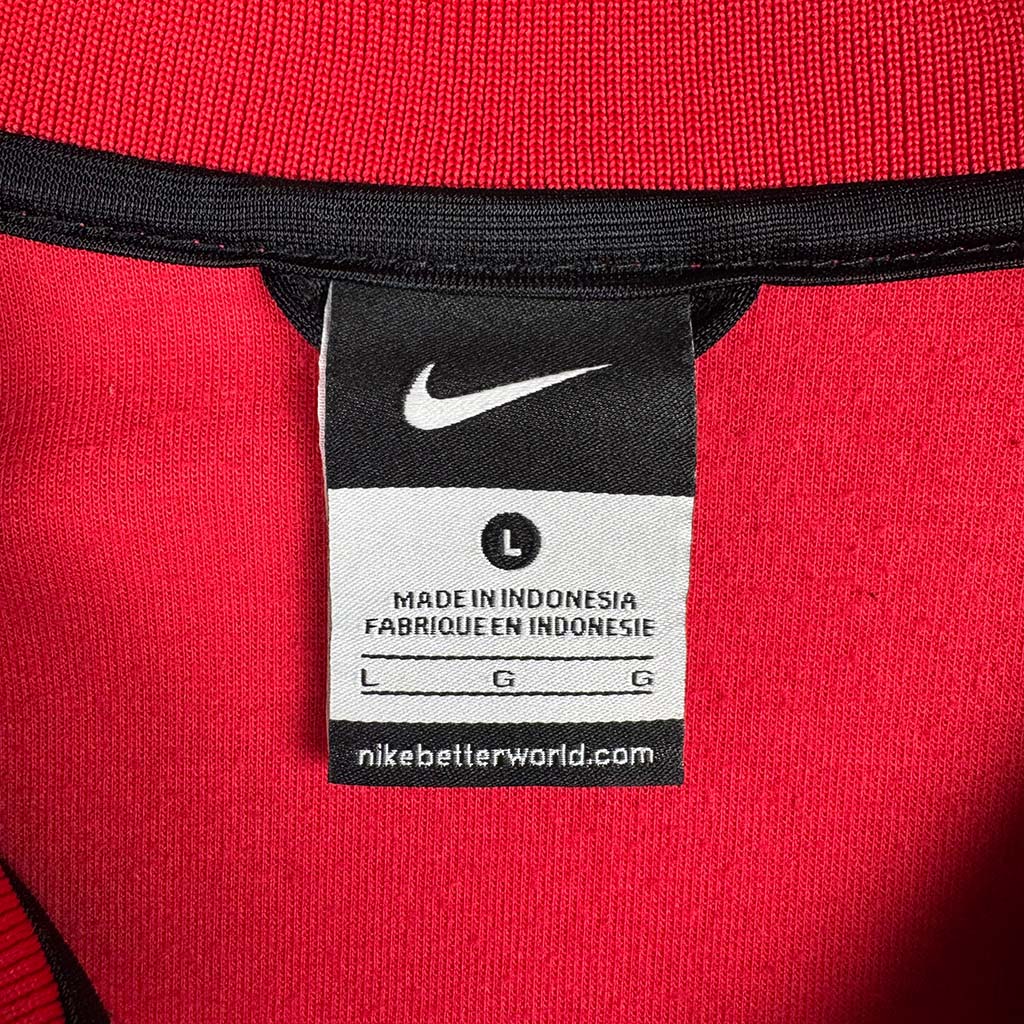 L
MADE IN INDONESIA
FABRIQUE EN INDONESIE
L G G
nikebetterworld.com